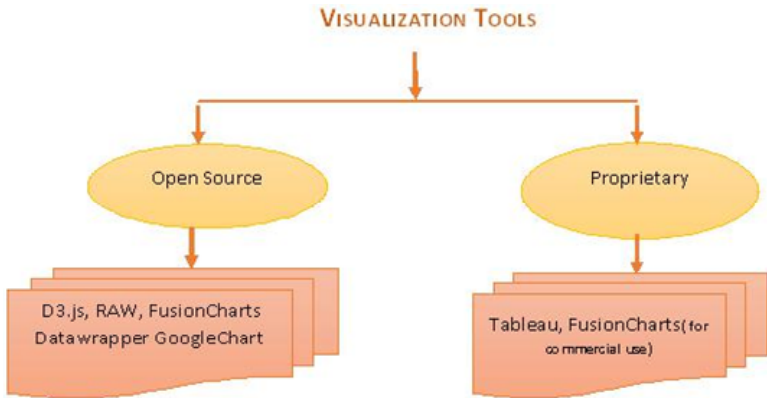 VISUALIZATION TOOLS
Open Source
Proprietary
D3.js, RAW, FusionCharts
Datawrapper GoogleChart
Tableau, FusionCharts(for
commercial use)